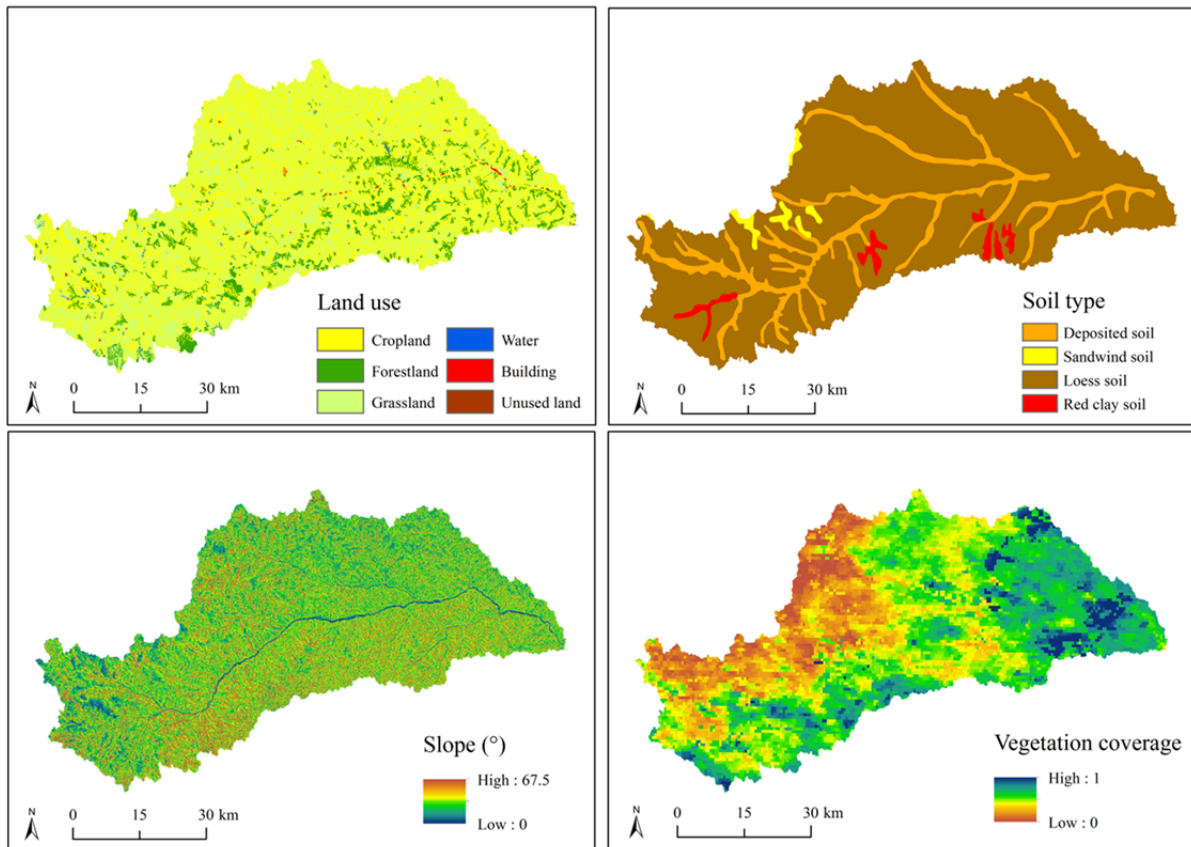 Land use
Cropland
Water
Forestland
Building
Grassland
Unused land
N
0 15 30 km
Soil type
Deposited soil
Sandwind soil
Loess soil
Red clay soil
N
0 15 30 km
Slope (°)
High : 67.5
Low : 0
N
0 15 30 km
Vegetation coverage
High : 1
Low : 0
N
0 15 30 km